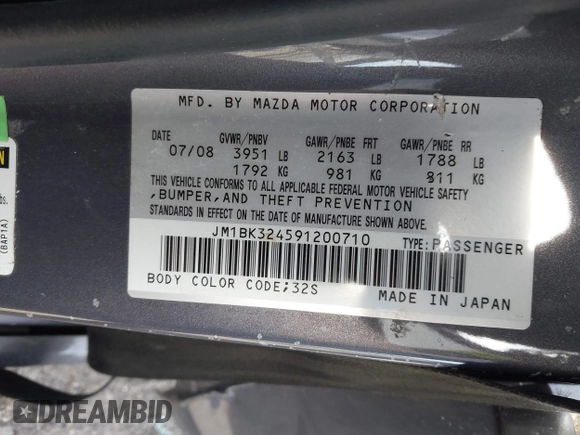 MFD. BY MAZDA MOTOR CORPORATION
DATE GVWR/PNBV GAWR/PNBE FRT GAWR/PNBE RR
07/08 3951 LB 2163 LB 1788 LB
1792 KG 981 KG 811 KG
THIS VEHICLE CONFORMS TO ALL APPLICABLE FEDERAL MOTOR VEHICLE SAFETY
,BUMPER,AND THEFT PREVENTION
STANDARDS IN EFFECT ON THE DATE OF MANUFACTURE SHOWN ABOVE.
JM1BK324591200710 TYPE:PASSENGER
BODY COLOR CODE;32S
MADE IN JAPAN
(BAP1A)
DREAMBID